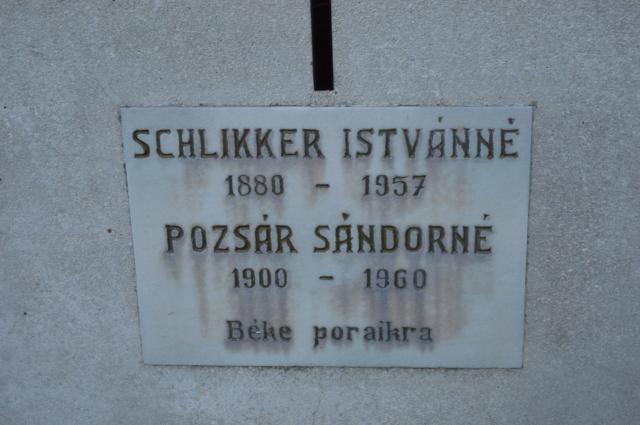 SCHLIKKER ISTVÁNNÉ
1880 - 1957
POZSÁR SÁNDORNÉ
1900 - 1960
Béke poraikra